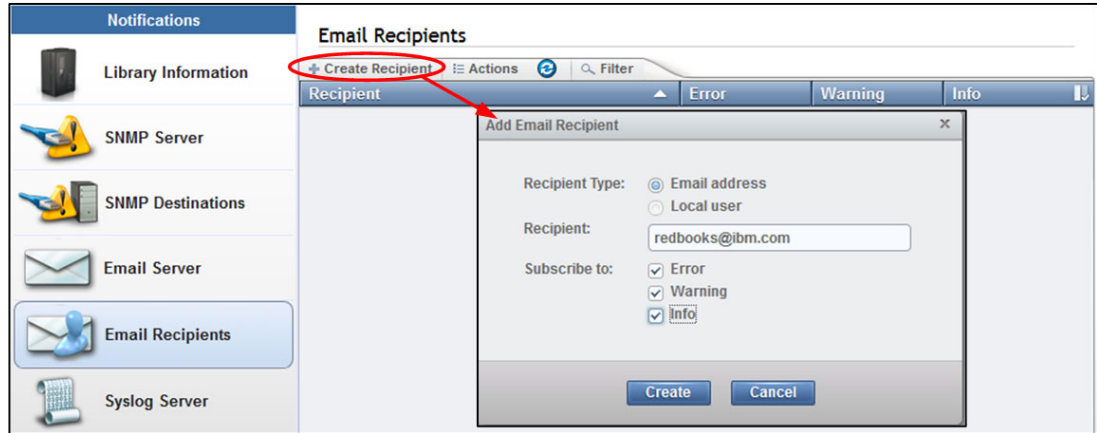 Notifications
Library Information
SNMP Server
SNMP Destinations
Email Server
Email Recipients
Syslog Server
Email Recipients
Create Recipient Actions Filter
Recipient Error Warning Info
Add Email Recipient x
Recipient Type: Email address
Local user
Recipient: redbooks@ibm.com
Subscribe to: Error
Warning
Info
Create Cancel